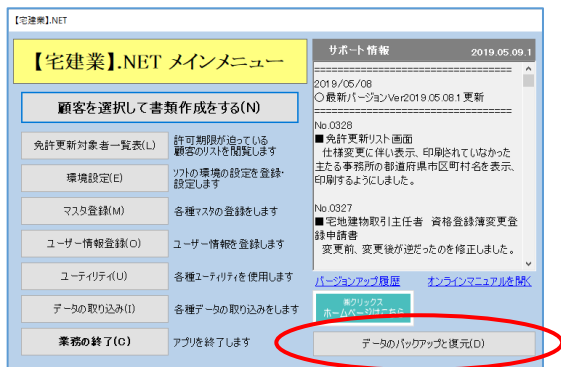 【宅建業】.NET
【宅建業】.NET メインメニュー
顧客を選択して書類作成をする(N)
免許更新対象者一覧表(L)
許可期限が迫っている
顧客のリストを閲覧します
環境設定(E)
ソフトの環境の設定を登録・
設定します
マスタ登録(M)
各種マスタの登録をします
ユーザー情報登録(O)
ユーザー情報を登録します
ユーティリティ(U)
各種ユーティリティを使用します
データの取り込み(I)
各種データの取り込みをします
業務の終了(C)
アプリを終了します
サポート情報
2019.05.09.1
==================================
2019/05/08
○最新バージョンVer2019.05.08.1更新
==================================
No.0328
■免許更新リスト画面
仕様変更に伴い表示、印刷されていなかった
主たる事務所の都道府県市区町村名を表示、
印刷するようにしました。
No.0327
■宅地建物取引主任者 資格登録簿変更登
録申請書
変更前、変更後が逆だったのを修正しました。
バージョンアップ履歴
オンラインマニュアルを開く
㈱クリックス
ホームページはこちら
データのバックアップと復元(D)